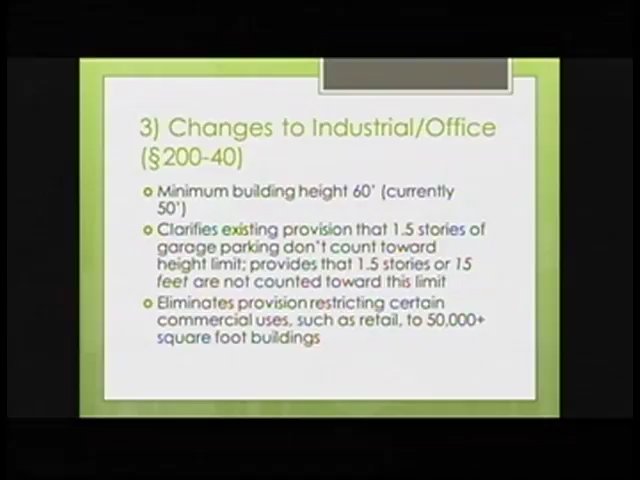 3) Changes to Industrial/Office
(§200-40)
Minimum building height 60' (currently
50')
Clarifies existing provision that 1.5 stories of
garage parking don't count toward
height limit; provides that 1.5 stories or 15
feet are not counted toward this limit
Eliminates provision restricting certain
commercial uses, such as retail, to 50,000+
square foot buildings